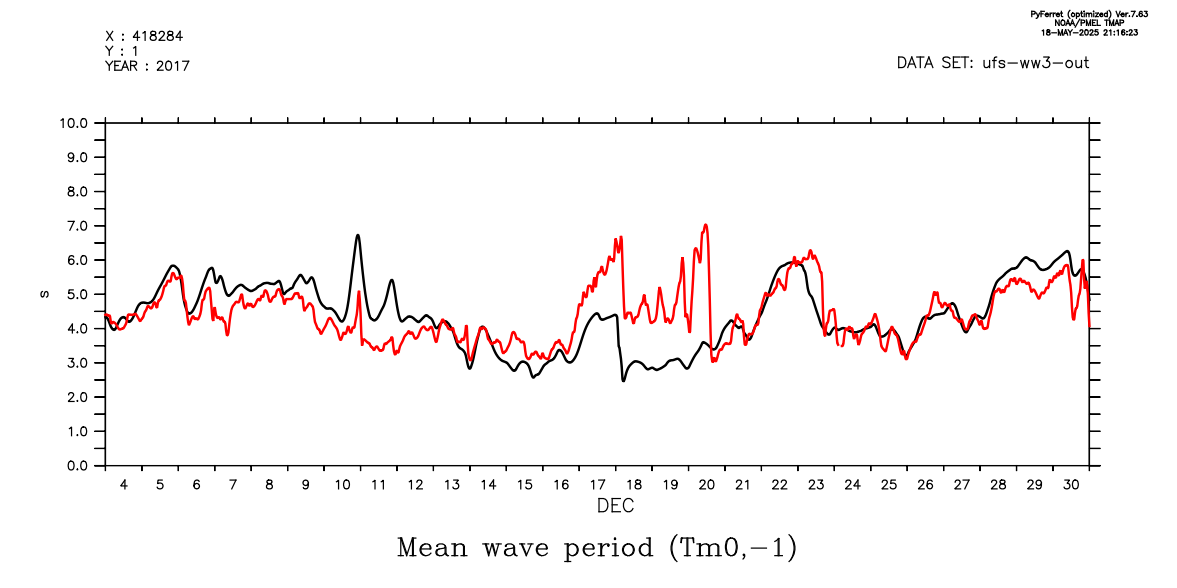 PyFerret (optimized) Ver.7.63
NOAA/PMEL TMAP
18-MAY-2025 21:16:23
X : 418284
Y : 1
YEAR : 2017
DATA SET: ufs-ww3-out
10.0
9.0
8.0
7.0
6.0
5.0
4.0
3.0
2.0
1.0
0.0
s
4 5 6 7 8 9 10 11 12 13 14 15 16 17 18 19 20 21 22 23 24 25 26 27 28 29 30
DEC
Mean wave period (Tm0,-1)